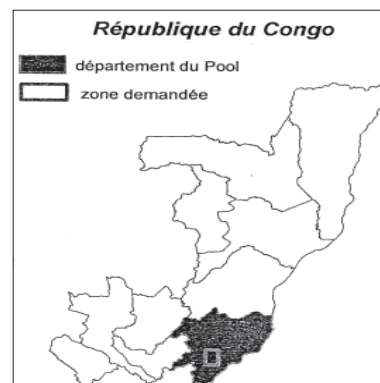 République du Congo
département du Pool
zone demandée